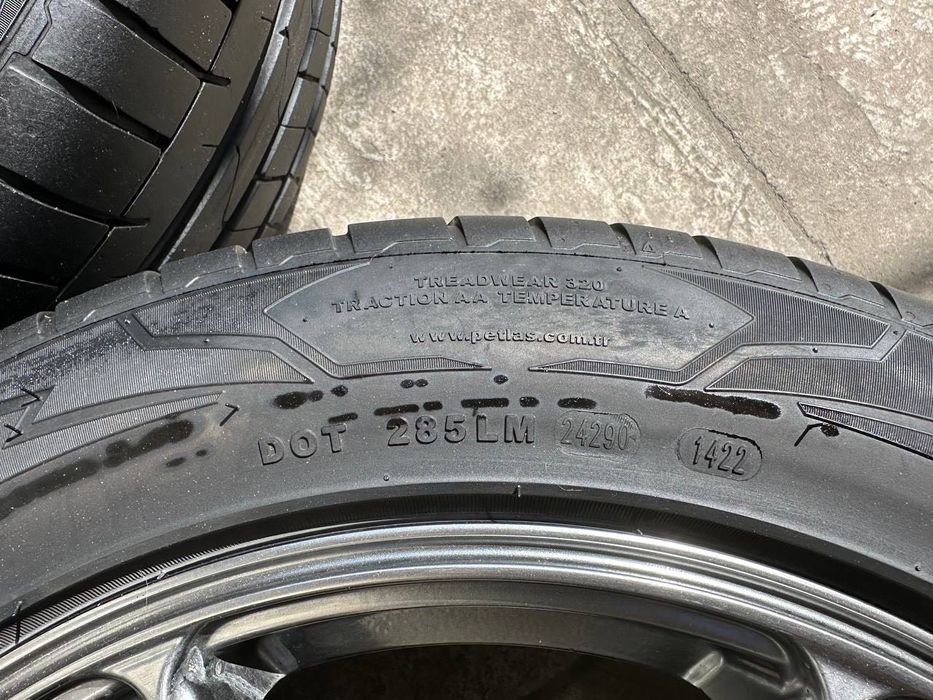 TREADWEAR 320
TRACTION AA TEMPERATURE A
www.petlas.com.tr
DOT 285LM 24290 1422